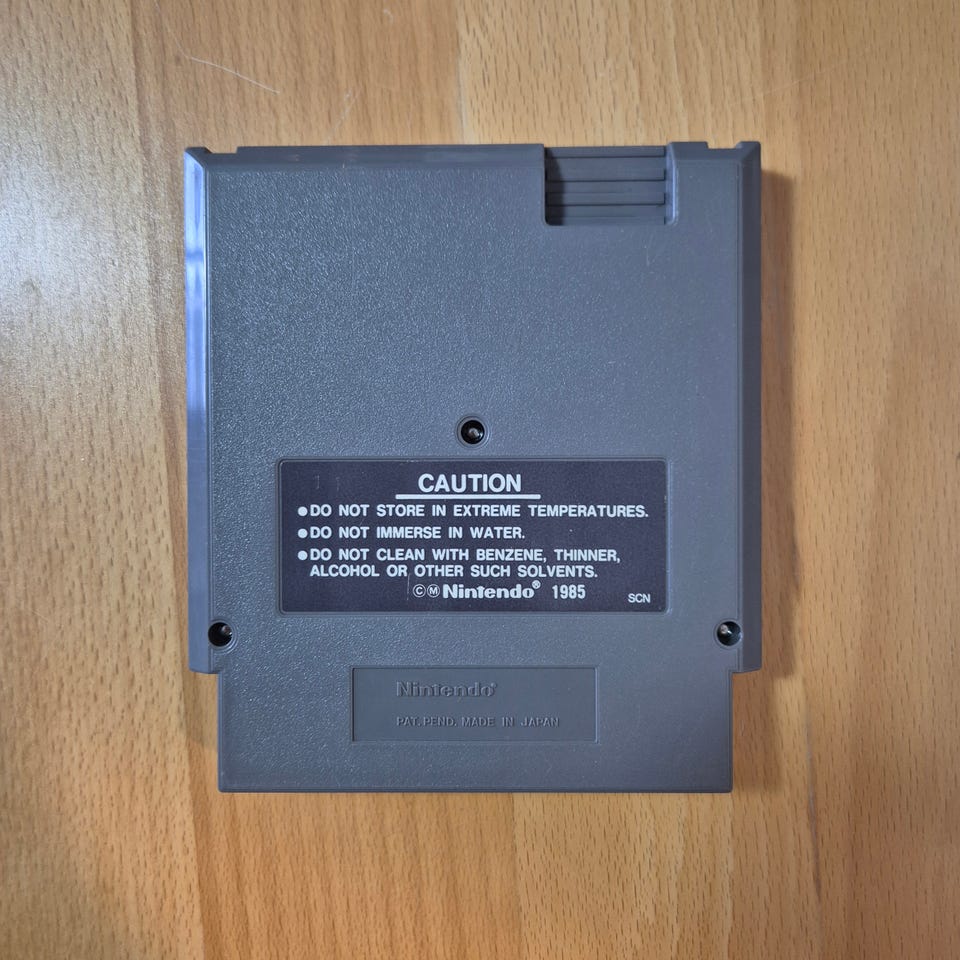 CAUTION
●DO NOT STORE IN EXTREME TEMPERATURES.
●DO NOT IMMERSE IN WATER.
●DO NOT CLEAN WITH BENZENE, THINNER,
ALCOHOL OR OTHER SUCH SOLVENTS.
ⒸⓂNintendo® 1985
SCN
Nintendo®
PAT. PEND. MADE IN JAPAN